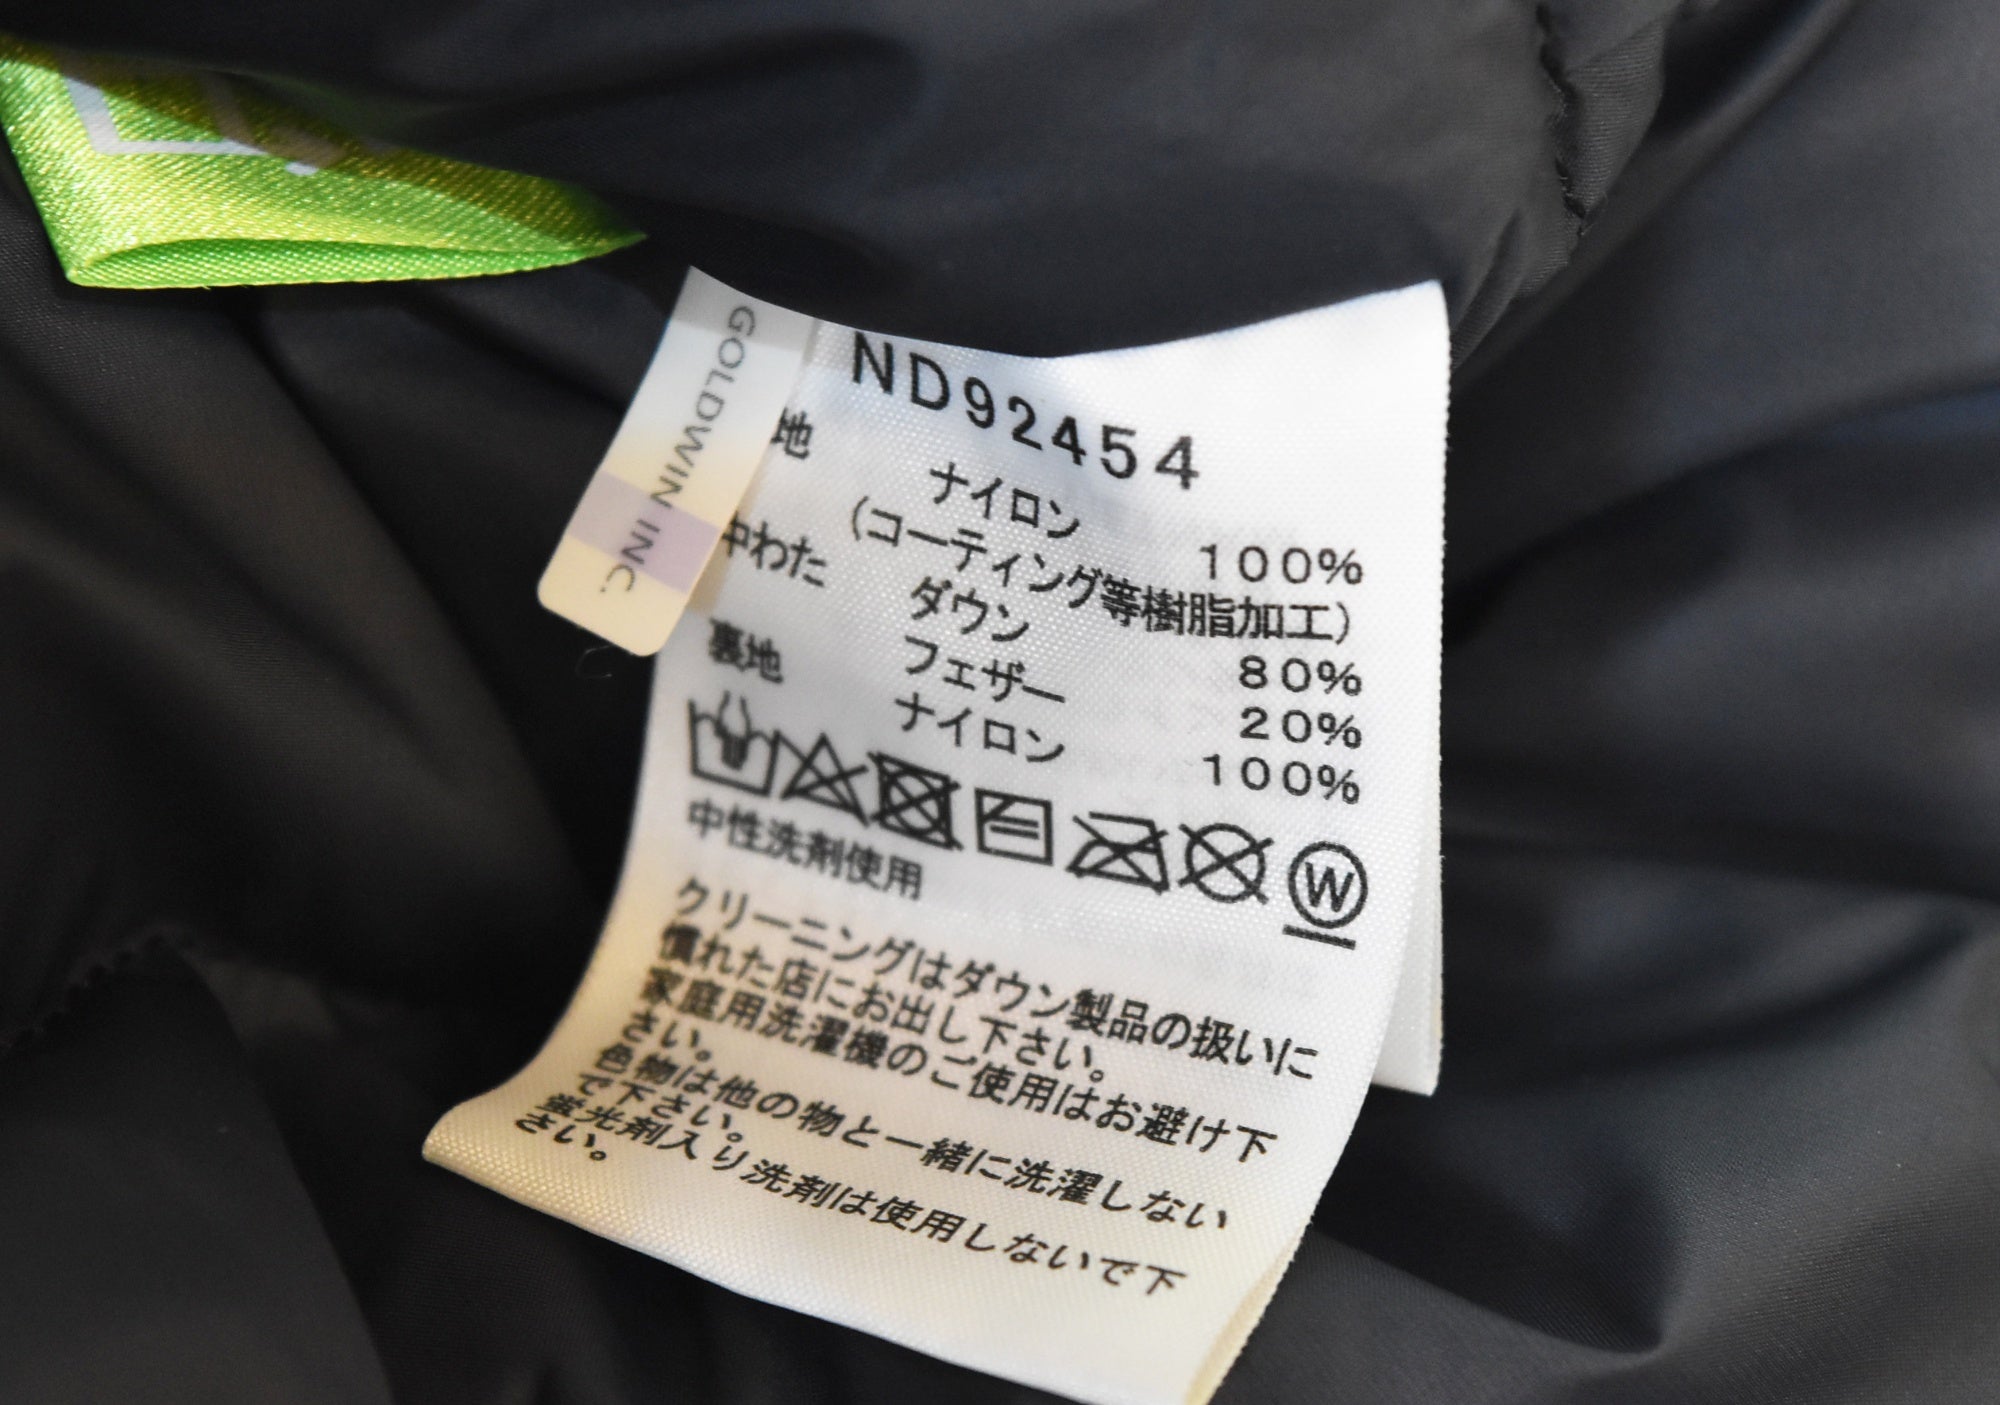 GOLDWIN INC.
ND92454
地 ナイロン 100%
(コーティング等樹脂加工)
中わた ダウン 80%
フェザー 20%
裏地 ナイロン 100%
W
中性洗剤使用
クリーニングはダウン製品の扱いに
慣れた店にお出し下さい。
家庭用洗濯機のご使用はお避け下
さい。
色物は他の物と一緒に洗濯しない
で下さい。
蛍光剤入り洗剤は使用しないで下
さい。